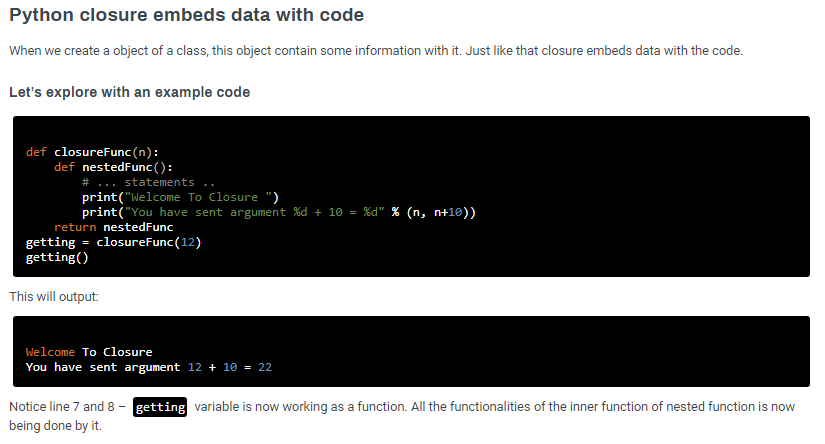 Python closure embeds data with code
When we create a object of a class, this object contain some information with it. Just like that closure embeds data with the code.
Let's explore with an example code
def closureFunc(n):
    def nestedFunc():
        # ... statements ..
        print("Welcome To Closure ")
        print("You have sent argument %d + 10 = %d" % (n, n+10))
    return nestedFunc
getting = closureFunc(12)
getting()
This will output:
Welcome To Closure
You have sent argument 12 + 10 = 22
Notice line 7 and 8 – getting variable is now working as a function. All the functionalities of the inner function of nested function is now
being done by it.